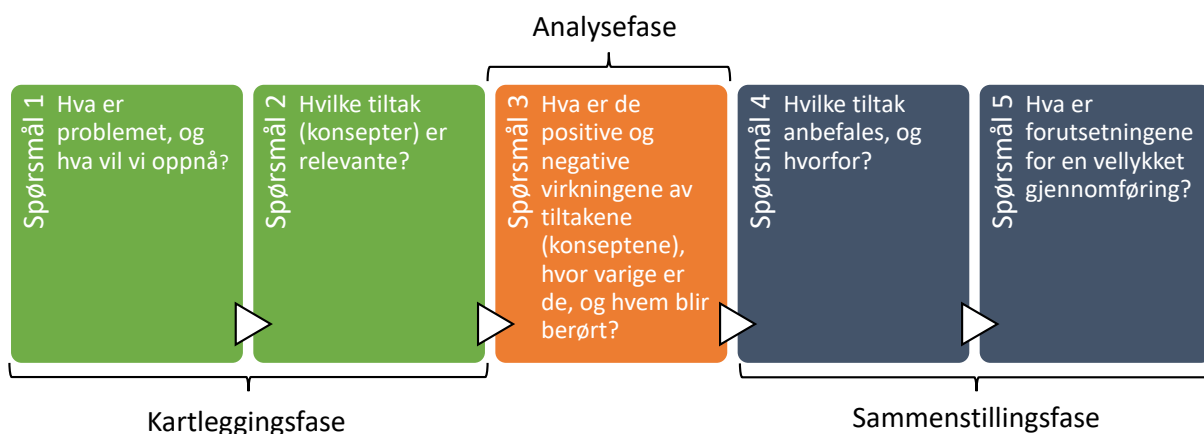 Analysefase
Spørsmål 1
Hva er
problemet, og
hva vil vi oppnå?
Spørsmål 2
Hvilke tiltak
(konsepter) er
relevante?
Spørsmål 3
Hva er de
positive og
negative
virkningene av
tiltakene
(konseptene),
hvor varige er
de, og hvem blir
berørt?
Spørsmål 4
Hvilke tiltak
anbefales, og
hvorfor?
Spørsmål 5
Hva er
forutsetningene
for en vellykket
gjennomføring?
Kartleggingsfase
Sammenstillingsfase